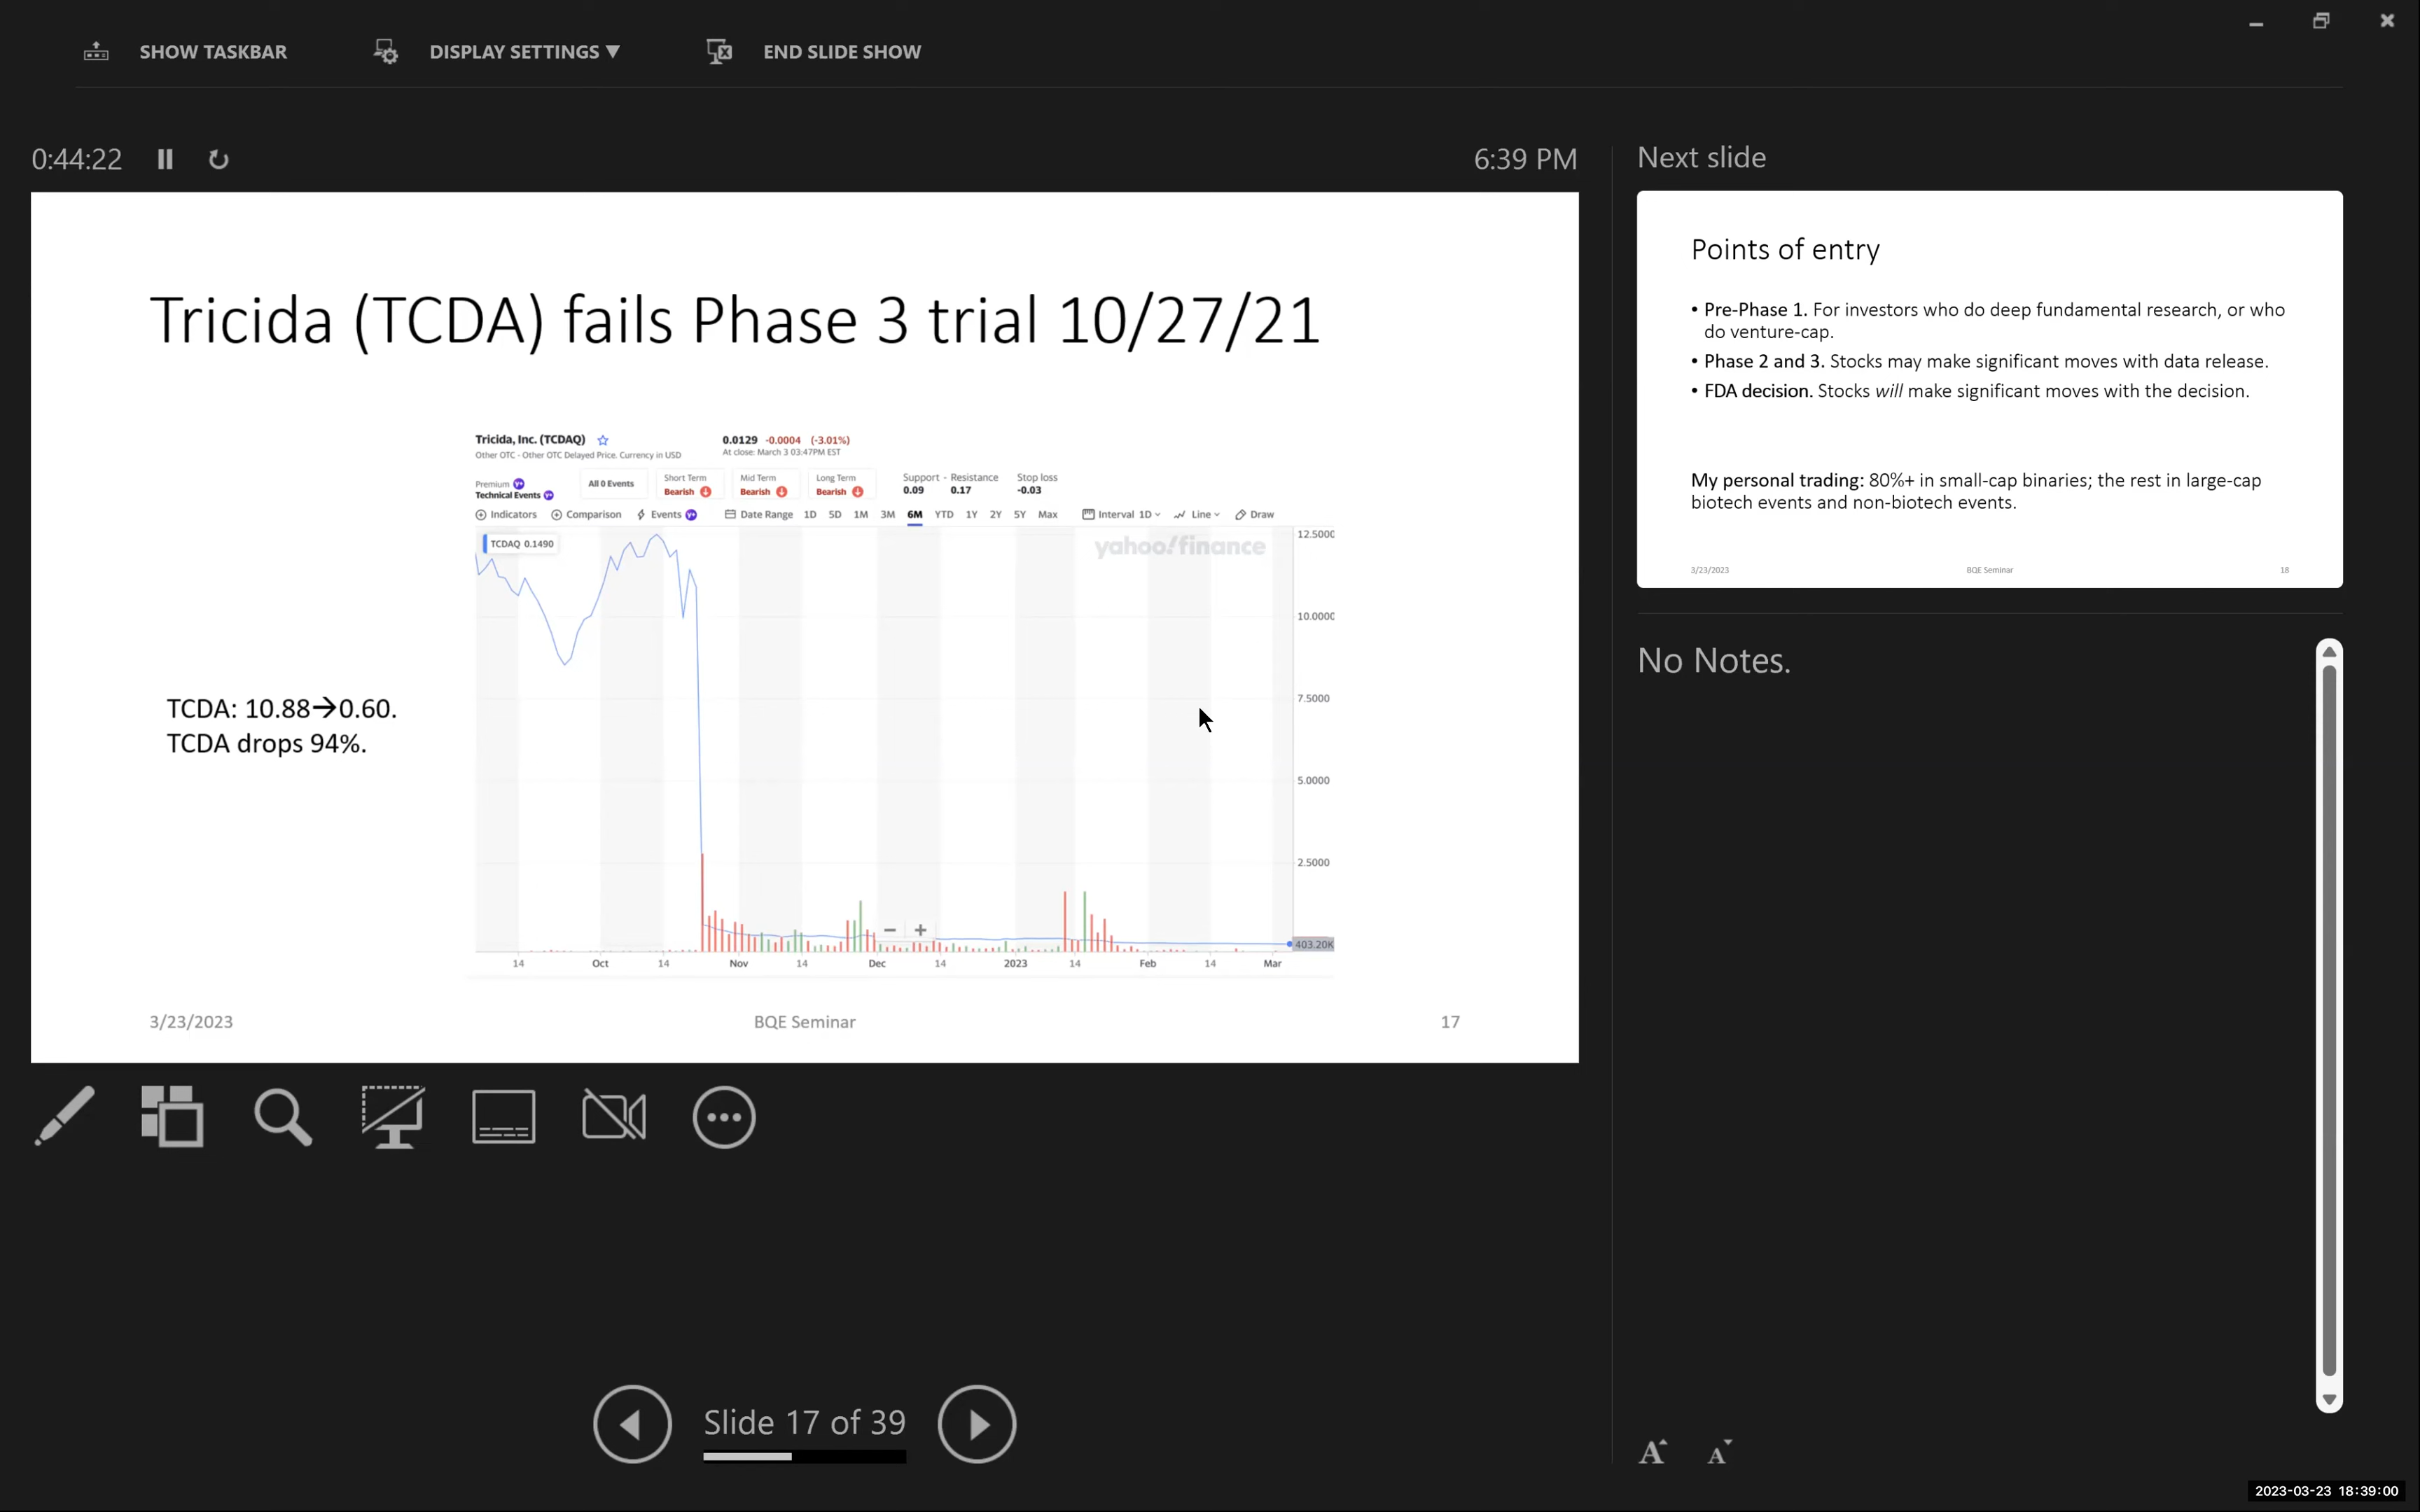 SHOW TASKBAR
DISPLAY SETTINGS ▼
END SLIDE SHOW
0:44:22
6:39 PM
Tricida (TCDA) fails Phase 3 trial 10/27/21
TCDA: 10.88→0.60.
TCDA drops 94%.
Tricida, Inc. (TCDAQ)
Other OTC - Other OTC Delayed Price. Currency in USD
0.0129 -0.0004 (-3.01%)
At close: March 3 03:47PM EST
Premium Y+
Technical Events Y+
All 0 Events
Short Term
Bearish
Mid Term
Bearish
Long Term
Bearish
Support - Resistance
0.09 0.17
Stop loss
-0.03
Indicators Comparison Events Y+ Date Range 1D 5D 1M 3M 6M YTD 1Y 2Y 5Y Max Interval 1D Line Draw
TCDAQ 0.1490
yahoo!finance
12.5000
10.0000
7.5000
5.0000
2.5000
403.20K
14 Oct 14 Nov 14 Dec 14 2023 14 Feb 14 Mar
3/23/2023 BQE Seminar 17
Slide 17 of 39
Next slide
Points of entry
• Pre-Phase 1. For investors who do deep fundamental research, or who
do venture-cap.
• Phase 2 and 3. Stocks may make significant moves with data release.
• FDA decision. Stocks will make significant moves with the decision.
My personal trading: 80%+ in small-cap binaries; the rest in large-cap
biotech events and non-biotech events.
3/23/2023 BQE Seminar 18
No Notes.
A A
2023-03-23 18:39:00